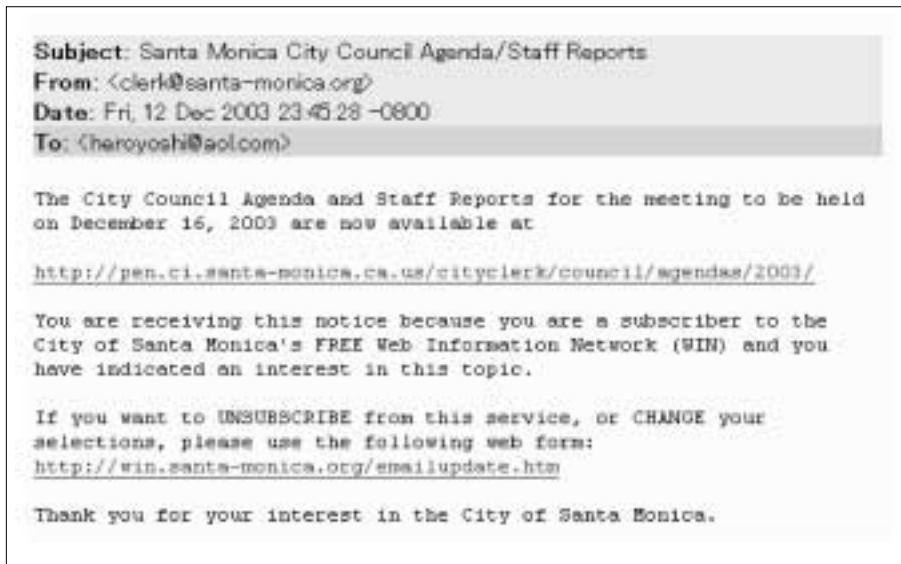 Subject: Santa Monica City Council Agenda/Staff Reports
From: <clerk@santa-monica.org>
Date: Fri, 12 Dec 2003 23:45:28 -0800
To: <haroyoshi@aol.com>
The City Council Agenda and Staff Reports for the meeting to be held
on December 16, 2003 are now available at
http://pen.ci.santa-monica.ca.us/cityclerk/council/agendas/2003/
You are receiving this notice because you are a subscriber to the
City of Santa Monica's FREE Web Information Network (WIN) and you
have indicated an interest in this topic.
If you want to UNSUBSCRIBE from this service, or CHANGE your
selections, please use the following web form:
http://win.santa-monica.org/emailupdate.htm
Thank you for your interest in the City of Santa Monica.